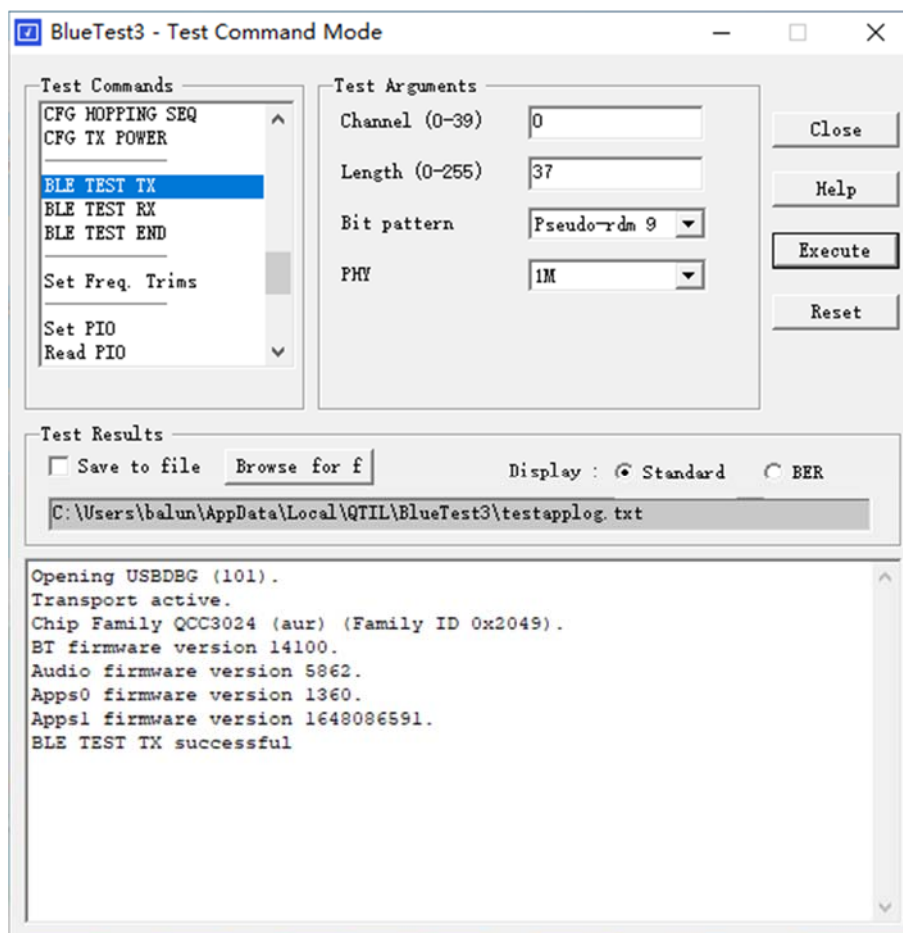 BlueTest3 - Test Command Mode
Test Commands
CFG HOPPING SEQ
CFG TX POWER
BLE TEST TX
BLE TEST RX
BLE TEST END
Set Freq. Trims
Set PIO
Read PIO
Test Arguments
Channel (0-39)
0
Length (0-255)
37
Bit pattern
Pseudo-rdm 9
PHY
1M
Close
Help
Execute
Reset
Test Results
Save to file
Browse for f
Display :
Standard
BER
C:\Users\balun\AppData\Local\QTIL\BlueTest3\testapplog.txt
Opening USBDBG (101).
Transport active.
Chip Family QCC3024 (aur) (Family ID 0x2049).
BT firmware version 14100.
Audio firmware version 5862.
Apps0 firmware version 1360.
Apps1 firmware version 1648086591.
BLE TEST TX successful